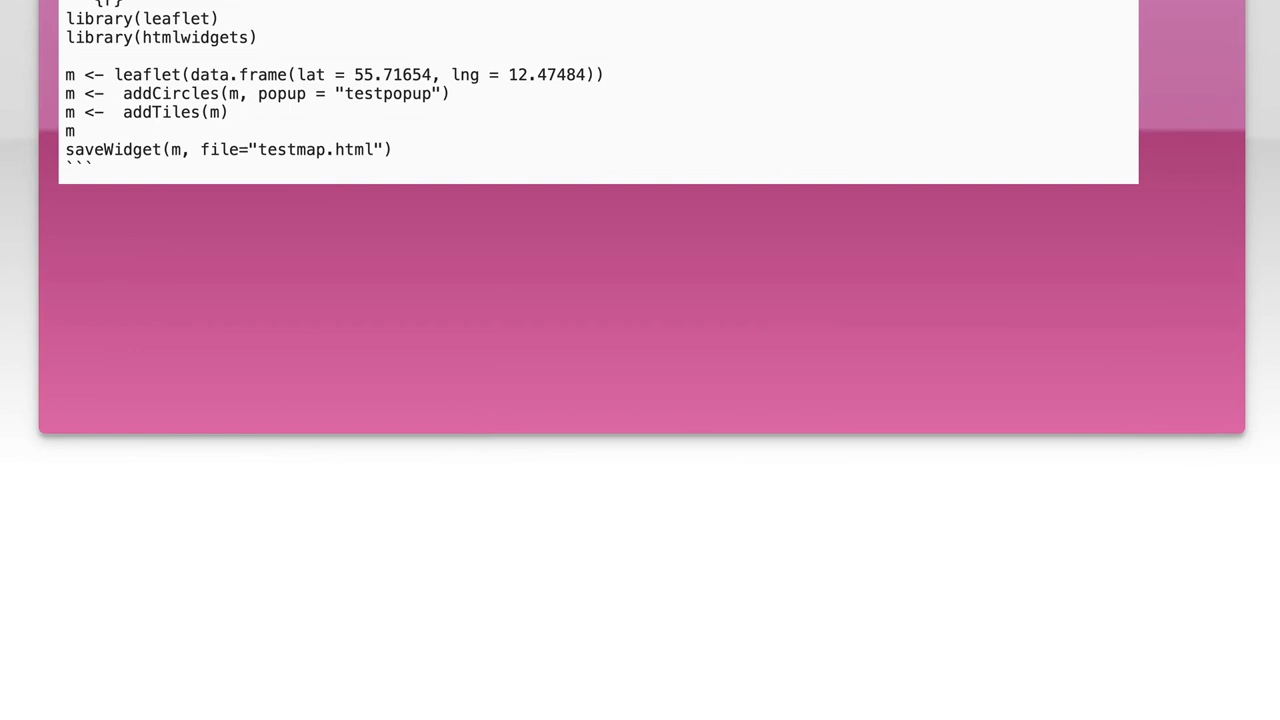 ```{r}
library(leaflet)
library(htmlwidgets)
m <- leaflet(data.frame(lat = 55.71654, lng = 12.47484))
m <-  addCircles(m, popup = "testpopup")
m <-  addTiles(m)
m
saveWidget(m, file="testmap.html")
```